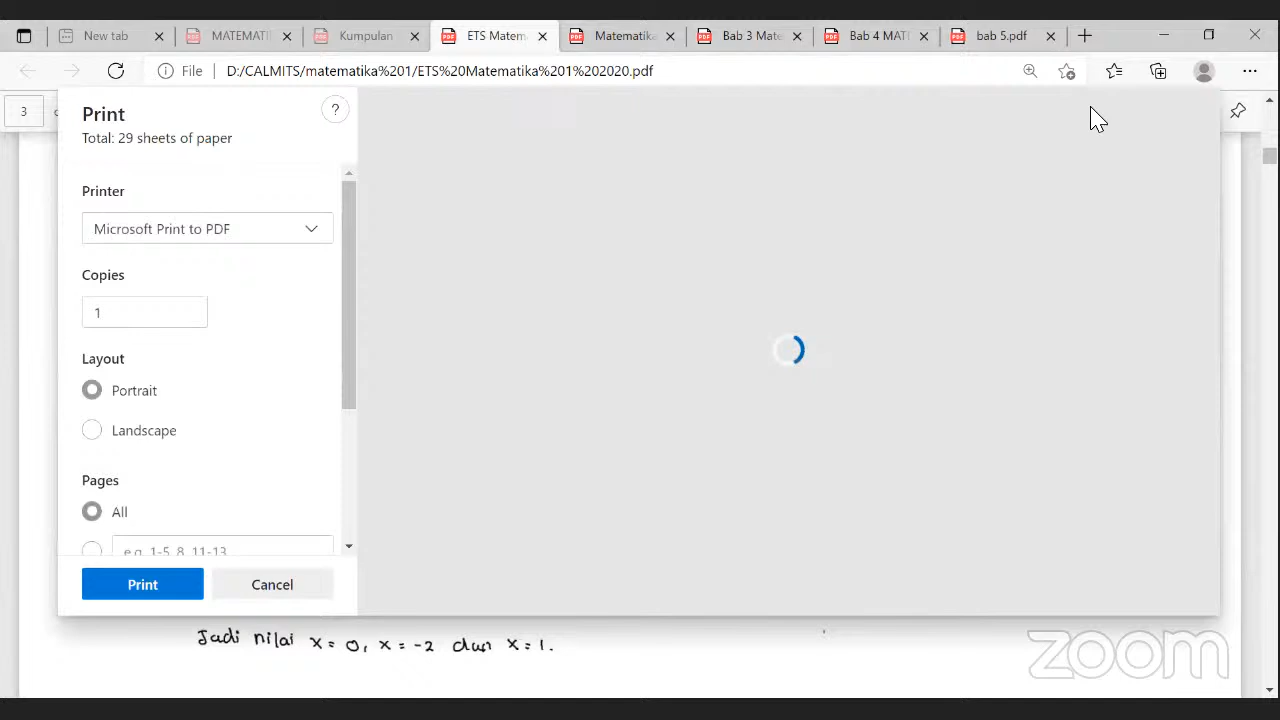 New tab
MATEMATI
Kumpulan
ETS Matem
Matematika
Bab 3 Mate
Bab 4 MATI
bab 5.pdf
File
D:/CALMITS/matematika%201/ETS%20Matematika%201%202020.pdf
3
Print
?
Total: 29 sheets of paper
Printer
Microsoft Print to PDF
Copies
1
Layout
Portrait
Landscape
Pages
All
e.g. 1-5, 8, 11-13
Print
Cancel
Jadi nilai x = 0, x = -2 dan x = 1.
zoom